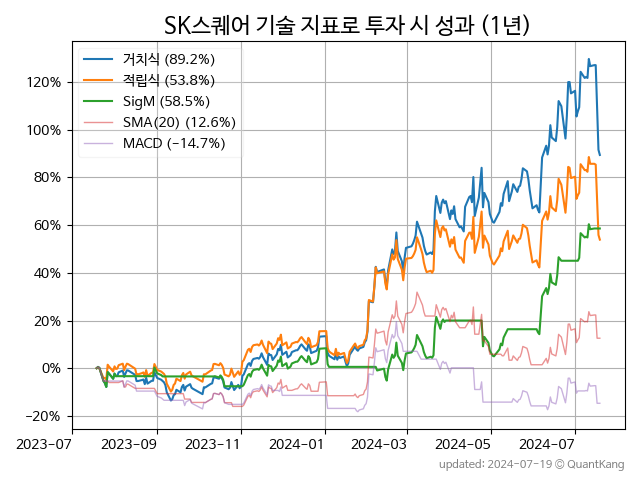 SK스퀘어 기술 지표로 투자 시 성과 (1년)
거치식 (89.2%)
적립식 (53.8%)
SigM (58.5%)
SMA(20) (12.6%)
MACD (-14.7%)
120%
100%
80%
60%
40%
20%
0%
-20%
2023-07
2023-09
2023-11
2024-01
2024-03
2024-05
2024-07
updated: 2024-07-19 © QuantKang